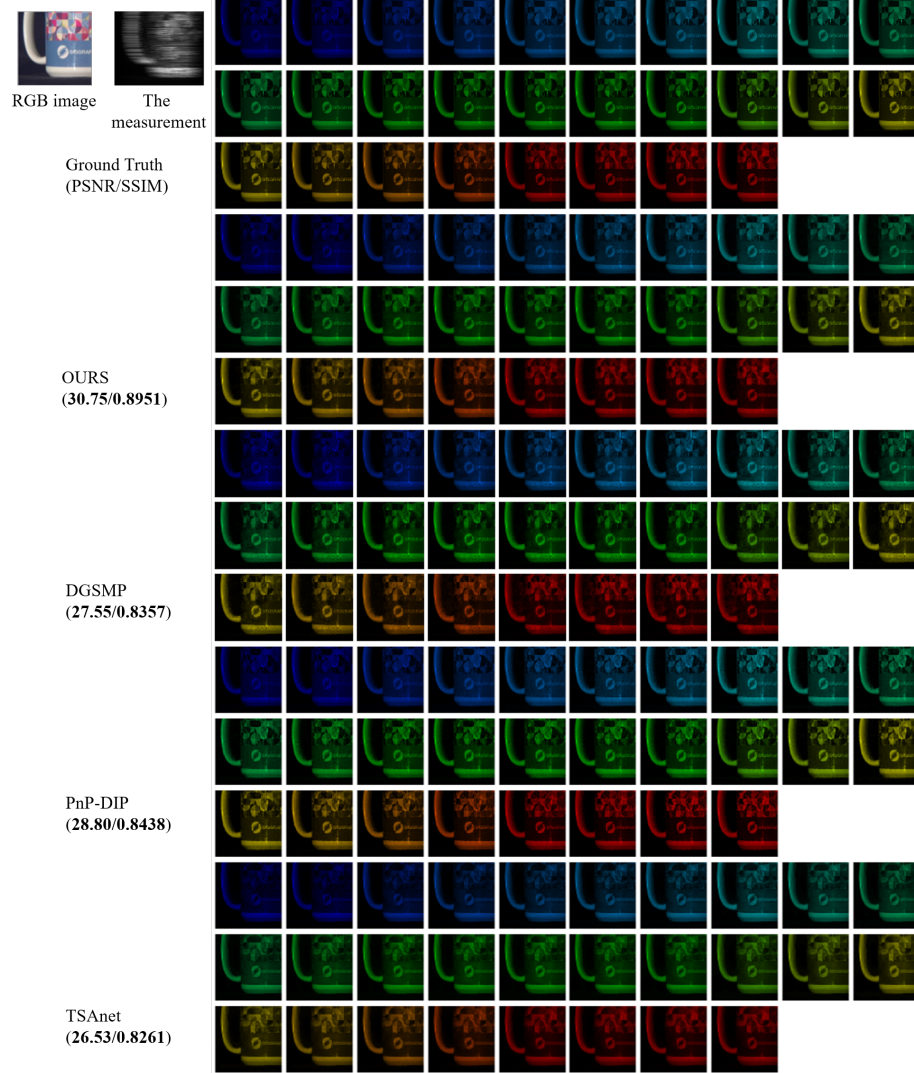 RGB image
The
measurement
Ground Truth
(PSNR/SSIM)
OURS
(30.75/0.8951)
DGSMP
(27.55/0.8357)
PnP-DIP
(28.80/0.8438)
TSAnet
(26.53/0.8261)